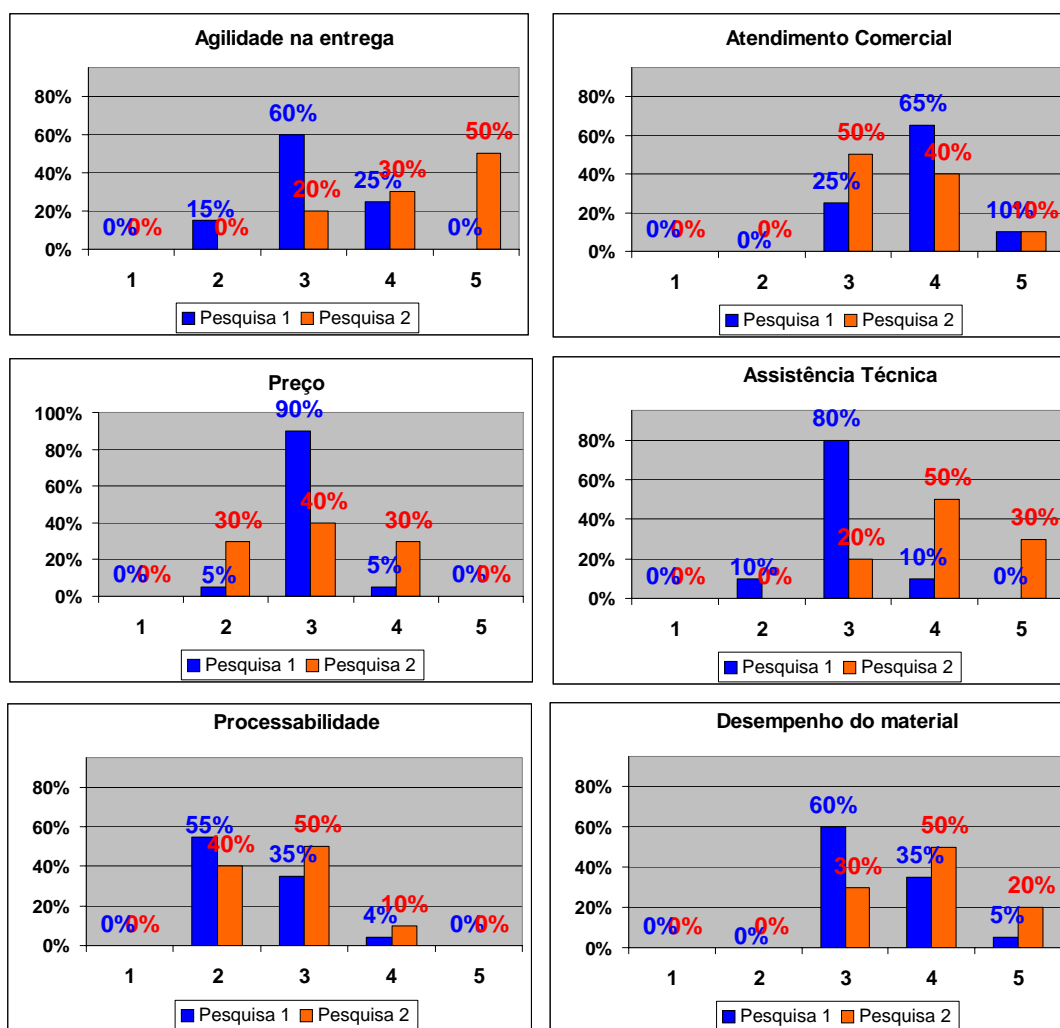 Agilidade na entrega
80%
60%
40%
20%
0%
0% 15% 60% 25% 0%
0% 0% 20% 30% 50%
1 2 3 4 5
Pesquisa 1 Pesquisa 2
Atendimento Comercial
80%
60%
40%
20%
0%
0% 0% 25% 65% 10%
0% 0% 50% 40% 10%
1 2 3 4 5
Pesquisa 1 Pesquisa 2
Preço
100%
80%
60%
40%
20%
0%
0% 5% 90% 5% 0%
0% 30% 40% 30% 0%
1 2 3 4 5
Pesquisa 1 Pesquisa 2
Assistência Técnica
80%
60%
40%
20%
0%
0% 10% 80% 10% 0%
0% 0% 20% 50% 30%
1 2 3 4 5
Pesquisa 1 Pesquisa 2
Processabilidade
80%
60%
40%
20%
0%
0% 55% 35% 4% 0%
0% 40% 50% 10% 0%
1 2 3 4 5
Pesquisa 1 Pesquisa 2
Desempenho do material
80%
60%
40%
20%
0%
0% 0% 60% 35% 5%
0% 0% 30% 50% 20%
1 2 3 4 5
Pesquisa 1 Pesquisa 2